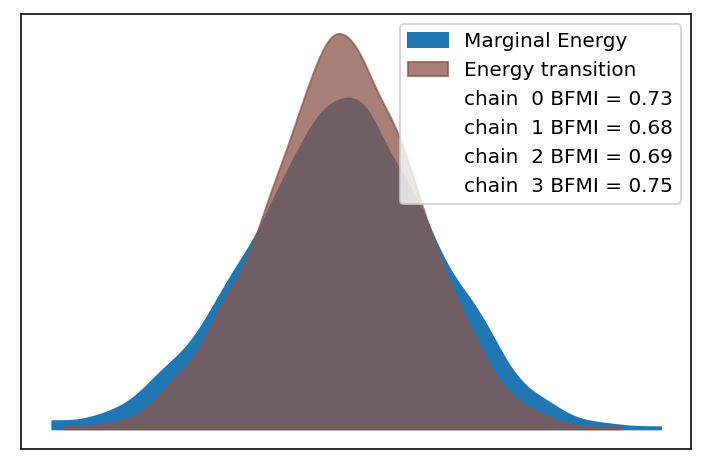 Marginal Energy
Energy transition
chain  0 BFMI = 0.73
chain  1 BFMI = 0.68
chain  2 BFMI = 0.69
chain  3 BFMI = 0.75